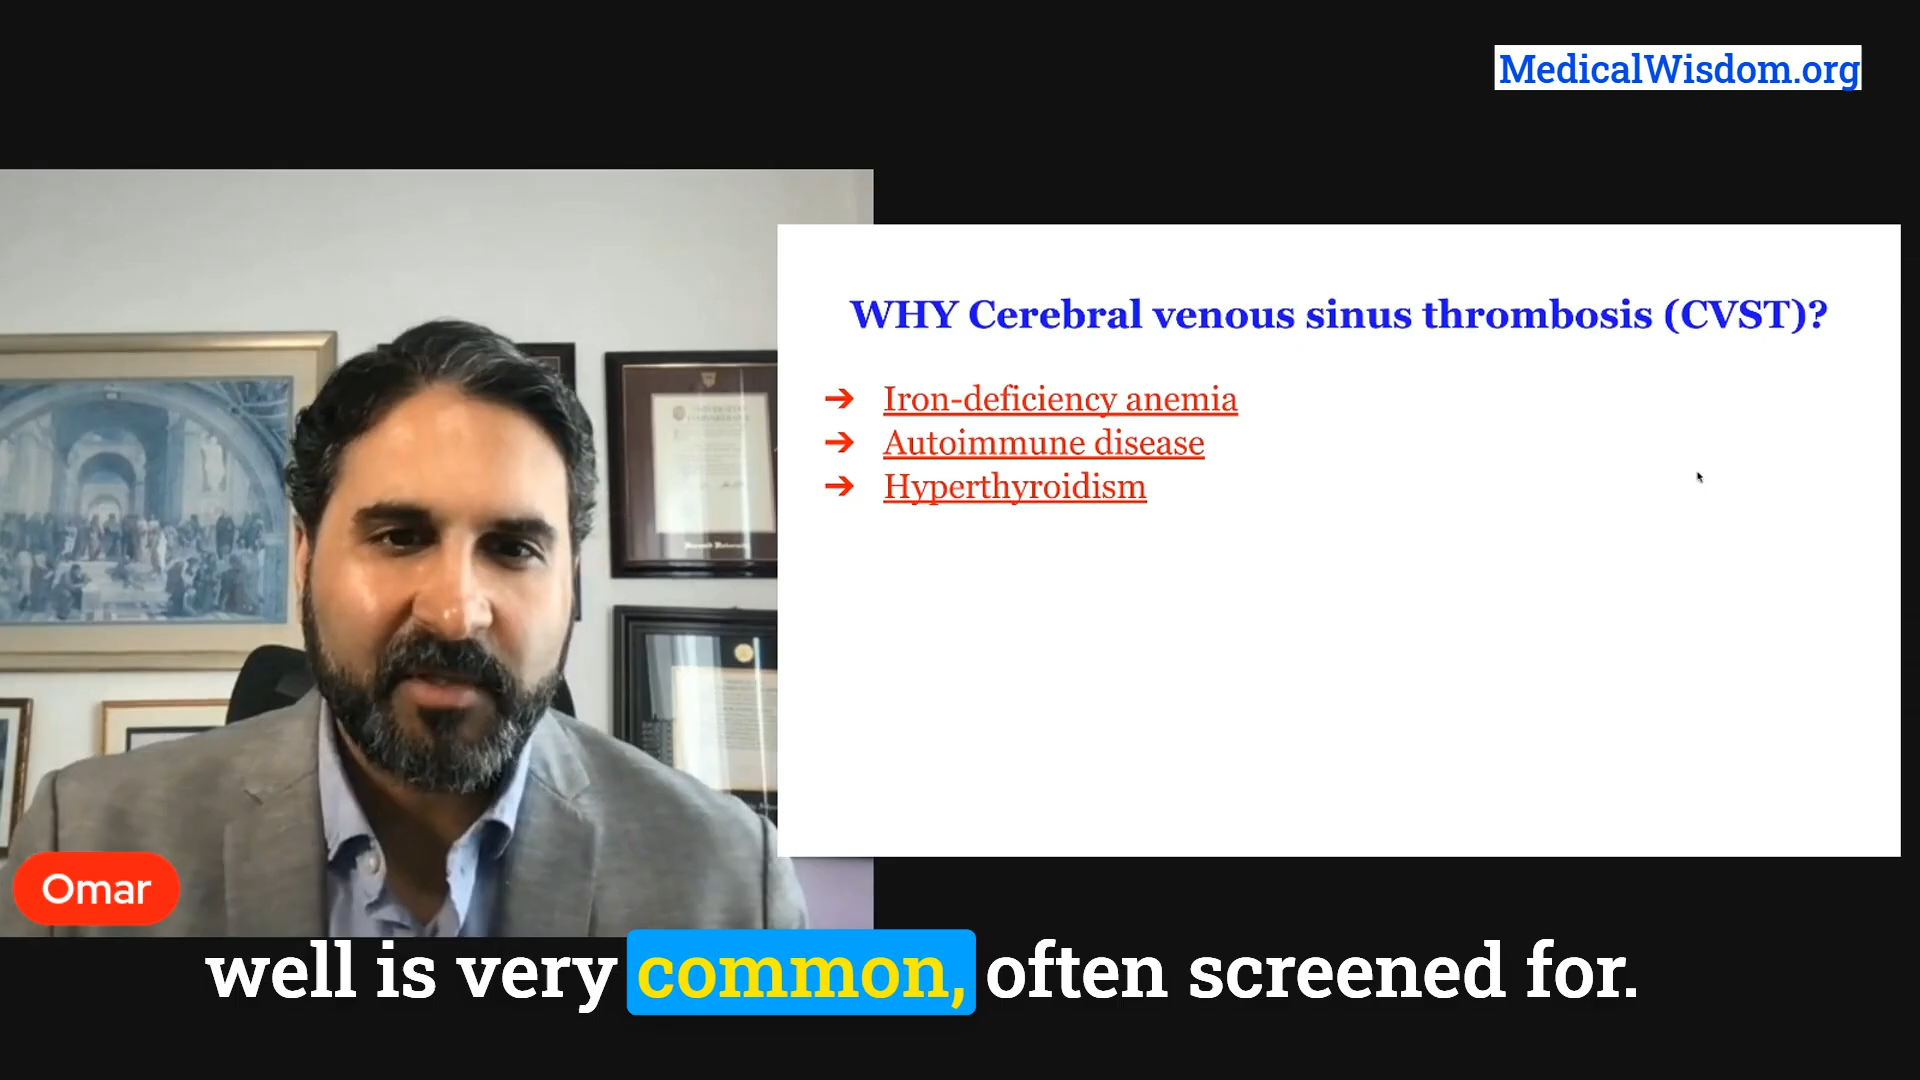 MedicalWisdom.org
WHY Cerebral venous sinus thrombosis (CVST)?
➔ Iron-deficiency anemia
➔ Autoimmune disease
➔ Hyperthyroidism
Omar
well is very common, often screened for.